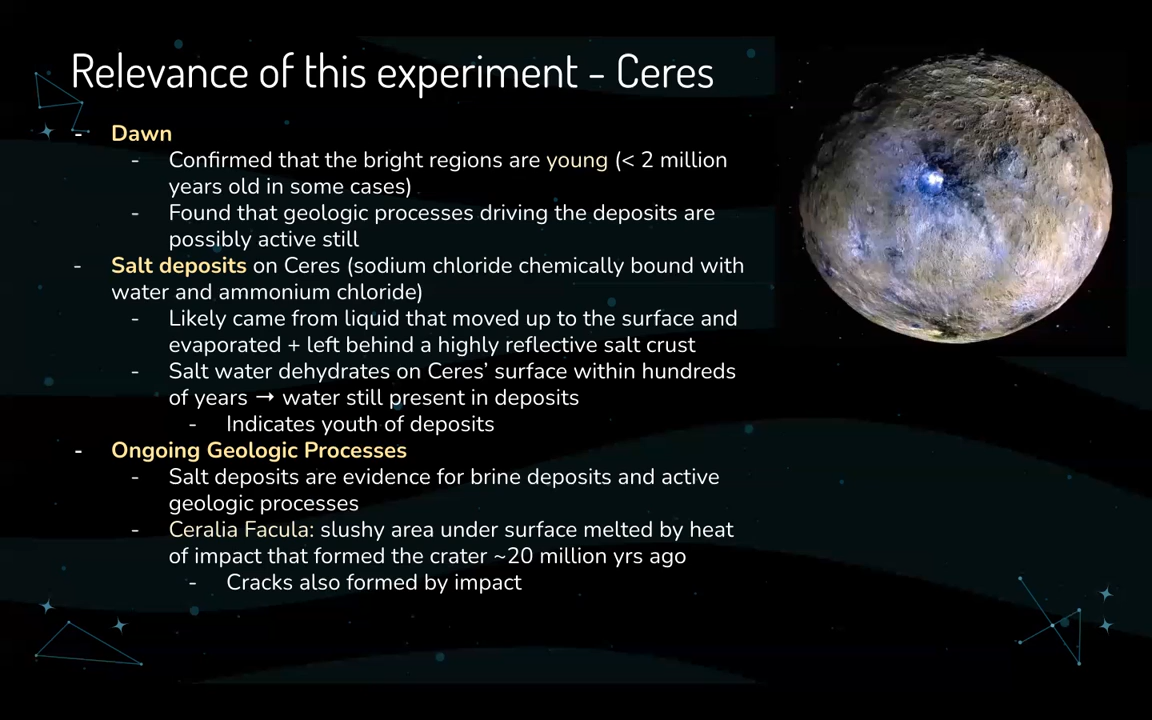 Relevance of this experiment - Ceres
- Dawn
- Confirmed that the bright regions are young (< 2 million
years old in some cases)
- Found that geologic processes driving the deposits are
possibly active still
- Salt deposits on Ceres (sodium chloride chemically bound with
water and ammonium chloride)
- Likely came from liquid that moved up to the surface and
evaporated + left behind a highly reflective salt crust
- Salt water dehydrates on Ceres’ surface within hundreds
of years → water still present in deposits
- Indicates youth of deposits
- Ongoing Geologic Processes
- Salt deposits are evidence for brine deposits and active
geologic processes
- Ceralia Facula: slushy area under surface melted by heat
of impact that formed the crater ~20 million yrs ago
- Cracks also formed by impact